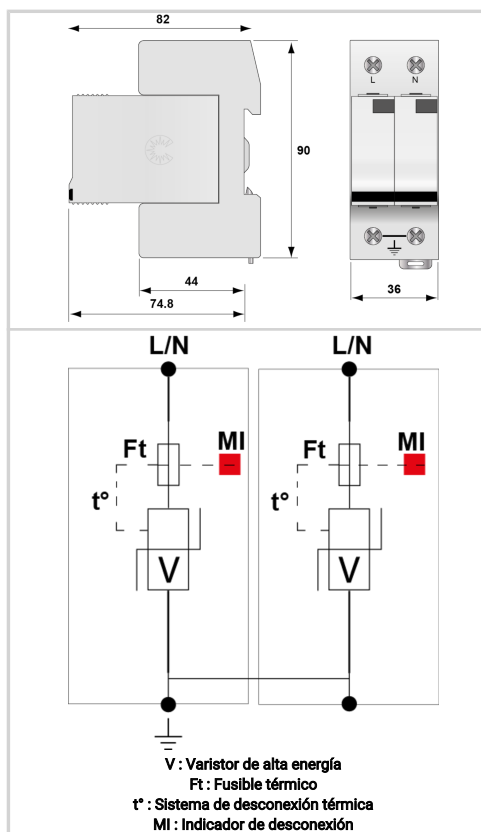 82
L N
90
44
74.8
36
L/N L/N
Ft MI Ft MI
t° t°
V V
V : Varistor de alta energía
Ft : Fusible térmico
t° : Sistema de desconexión térmica
MI : Indicador de desconexión